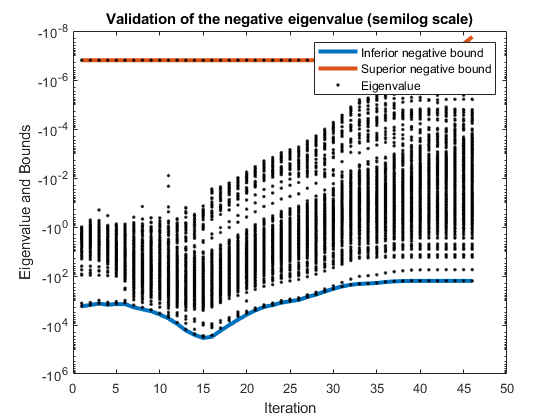 Validation of the negative eigenvalue (semilog scale)
-10^-8
-10^-6
-10^-4
-10^-2
-10^0
-10^2
-10^4
-10^6
Eigenvalue and Bounds
Inferior negative bound
Superior negative bound
Eigenvalue
0 5 10 15 20 25 30 35 40 45 50
Iteration